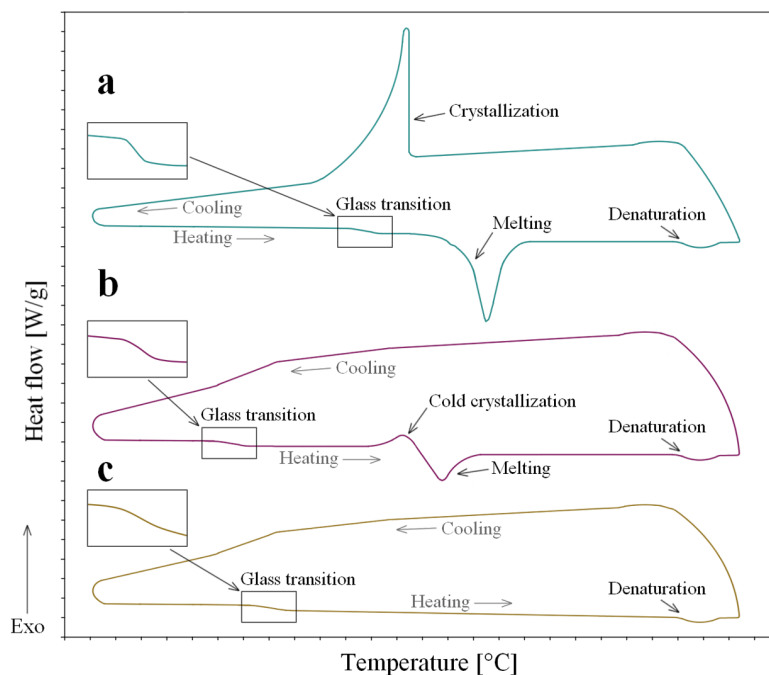 a
Crystallization
Glass transition
Cooling
Melting
Denaturation
Heating
b
Cooling
Glass transition
Cold crystallization
Denaturation
Heating
Melting
c
Cooling
Glass transition
Heating
Denaturation
Exo
Heat flow [W/g]
Temperature [°C]